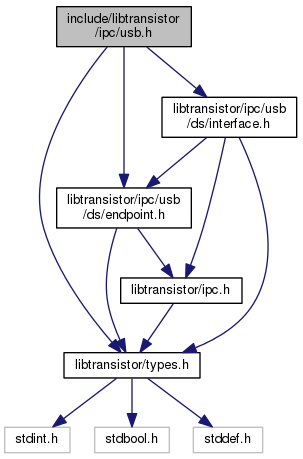 include/libtransistor
/ipc/usb.h
libtransistor/ipc/usb
/ds/interface.h
libtransistor/ipc/usb
/ds/endpoint.h
libtransistor/ipc.h
libtransistor/types.h
stdint.h
stdbool.h
stddef.h